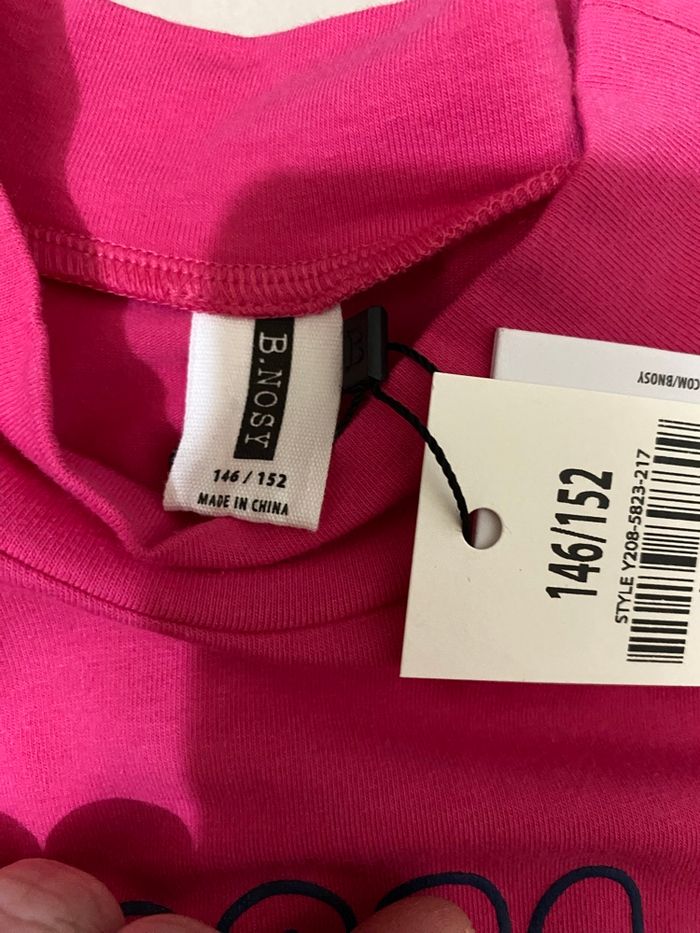 B.NOSY
146 / 152
MADE IN CHINA
COM/BNOSY
146/152
STYLE Y208-5823-217